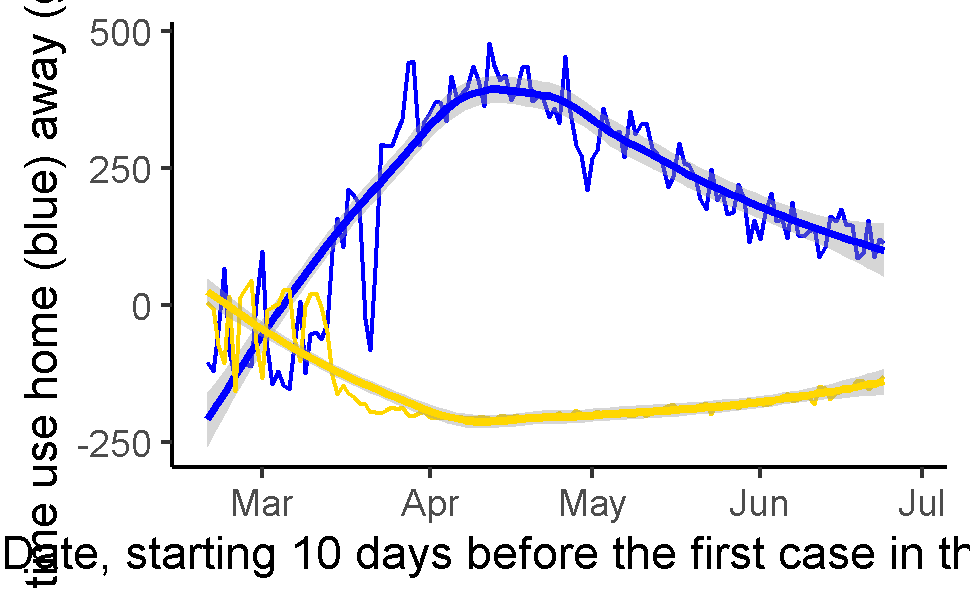 time use home (blue) away (
500
250
0
-250
Mar Apr May Jun Jul
Date, starting 10 days before the first case in th